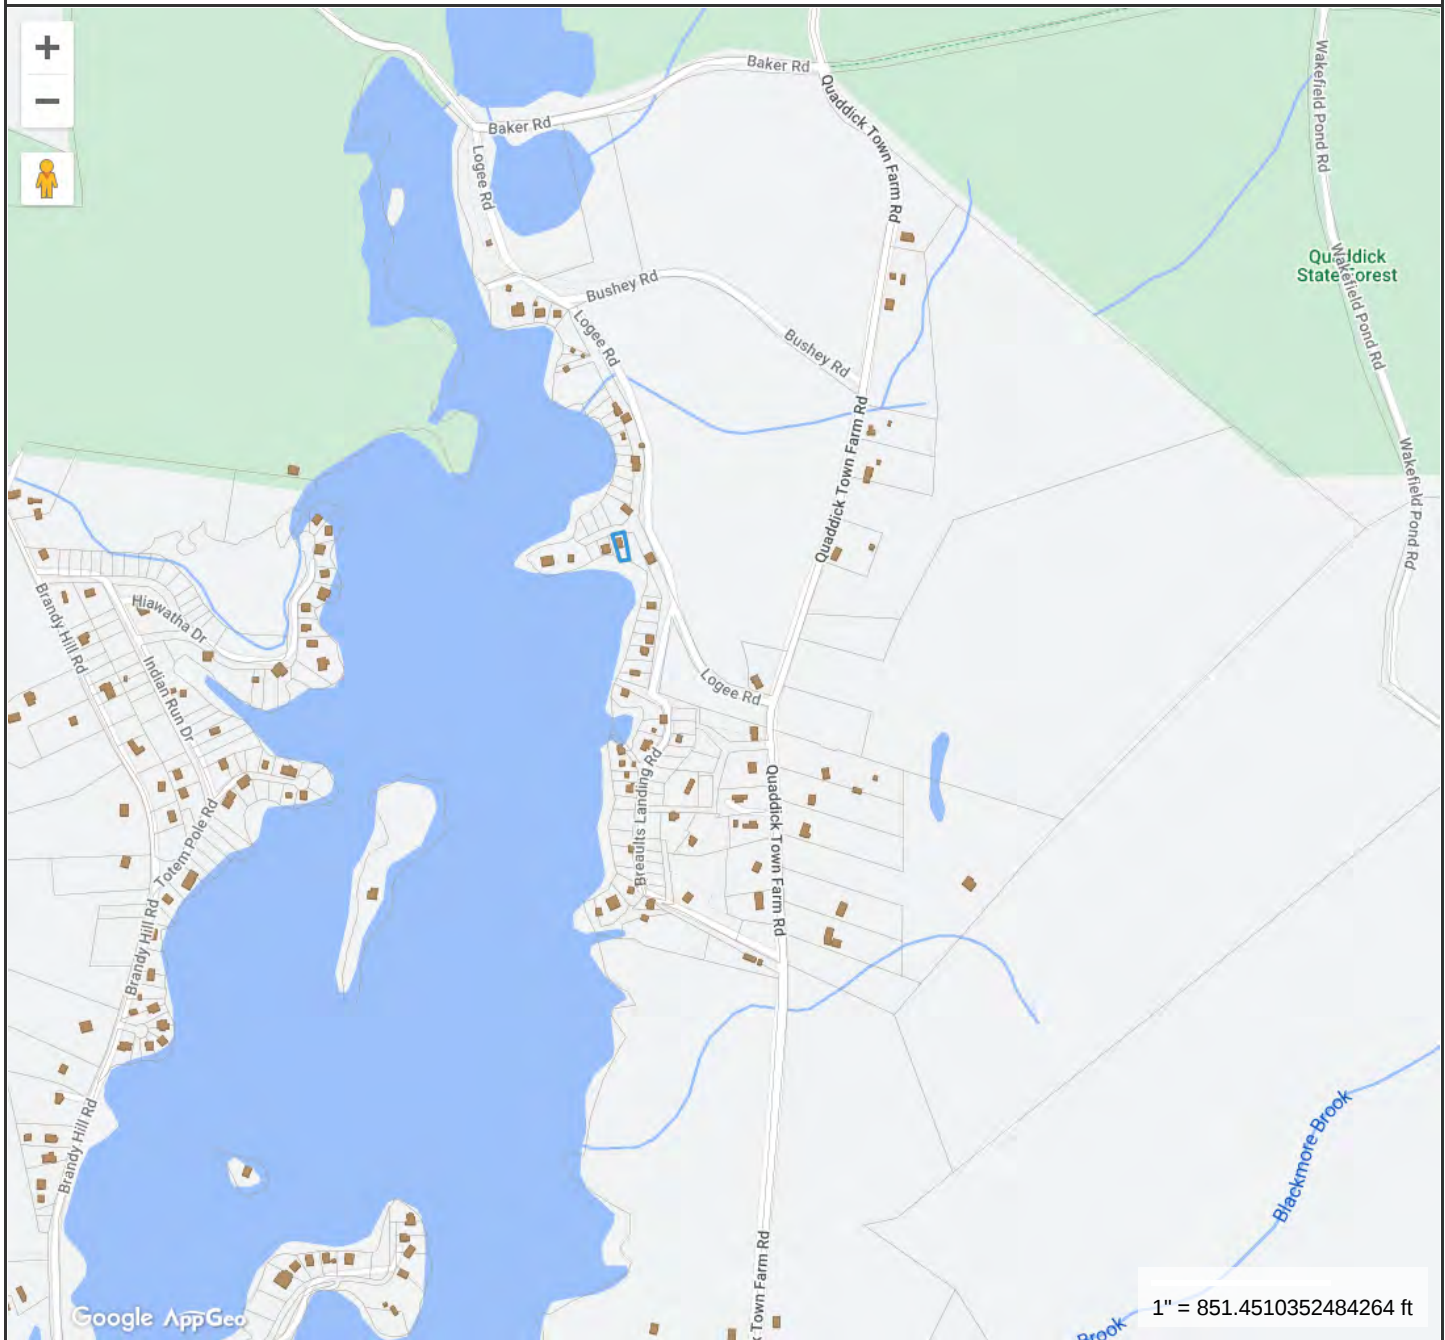 +
−
Baker Rd
Baker Rd
Quaddick Town Farm Rd
Wakefield Pond Rd
Logee Rd
Quaddick
State Forest
Wakefield Pond Rd
Bushey Rd
Logee Rd
Bushey Rd
Quaddick Town Farm Rd
Wakefield Pond Rd
Hiawatha Dr
Brandy Hill Rd
Indian Run Dr
Logee Rd
Breaults Landing Rd
Quaddick Town Farm Rd
Totem Pole Rd
Brandy Hill Rd
Brandy Hill Rd
Blackmore Brook
k Town Farm Rd
Google AppGeo
1" = 851.4510352484264 ft
Brook